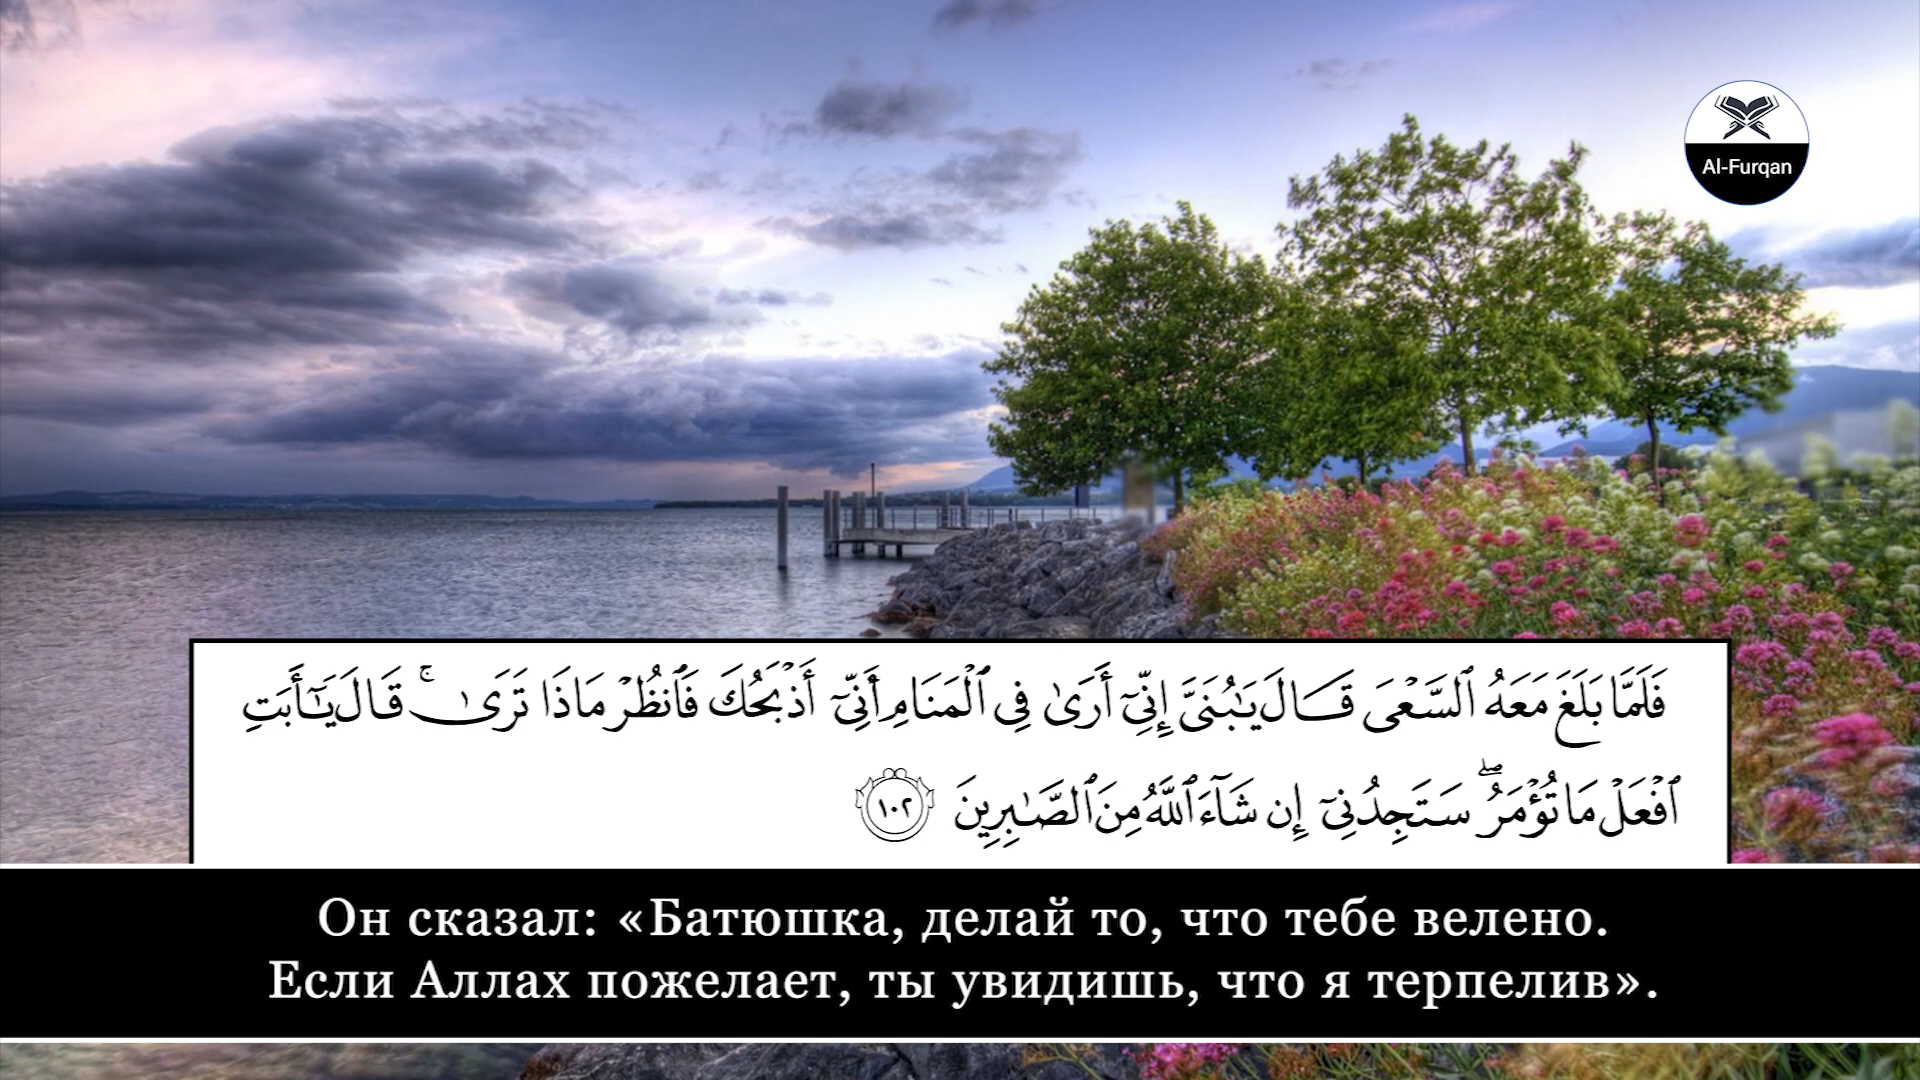 Al-Furqan
فَلَمَّا بَلَغَ مَعَهُ ٱلسَّعۡىَ قَالَ يَـٰبُنَىَّ إِنِّىٓ أَرَىٰ فِى ٱلۡمَنَامِ أَنِّىٓ أَذۡبَحُكَ فَٱنظُرۡ مَاذَا تَرَىٰ‌ۚ قَالَ يَـٰٓأَبَتِ
ٱفۡعَلۡ مَا تُؤۡمَرُ‌ۖ سَتَجِدُنِىٓ إِن شَآءَ ٱللَّهُ مِنَ ٱلصَّـٰبِرِينَ ١٠٢
Он сказал: «Батюшка, делай то, что тебе велено.
Если Аллах пожелает, ты увидишь, что я терпелив».